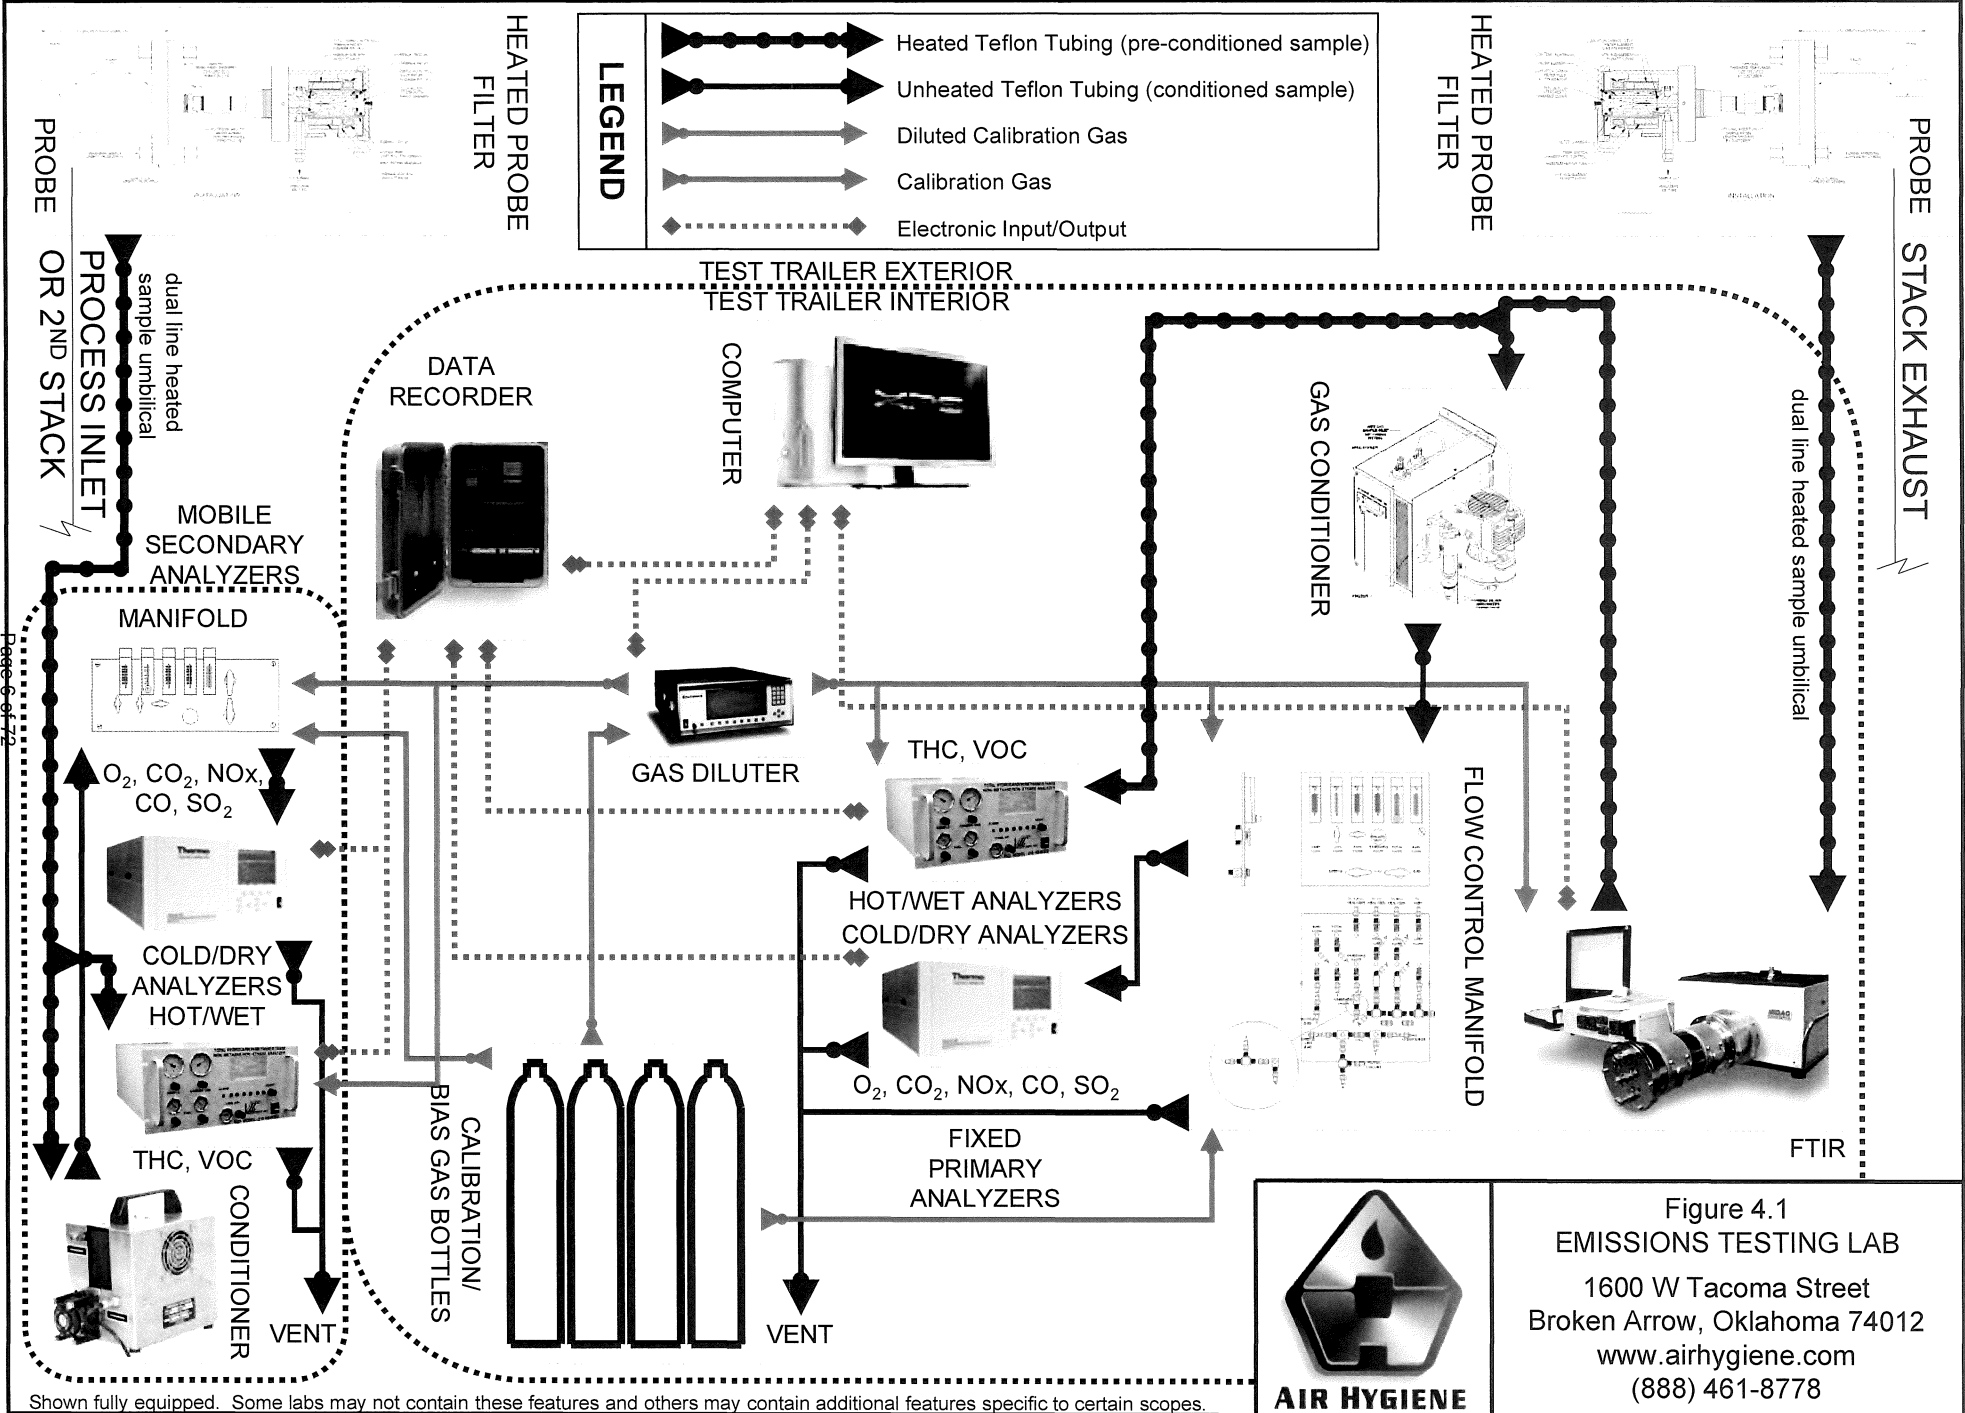 HEATED PROBE
FILTER
PROBE
LEGEND
Heated Teflon Tubing (pre-conditioned sample)
Unheated Teflon Tubing (conditioned sample)
Diluted Calibration Gas
Calibration Gas
Electronic Input/Output
HEATED PROBE
FILTER
PROBE
INSTALLATION
STACK EXHAUST
dual line heated sample umbilical
PROCESS INLET
OR 2ND STACK
dual line heated
sample umbilical
TEST TRAILER EXTERIOR
TEST TRAILER INTERIOR
DATA
RECORDER
COMPUTER
GAS CONDITIONER
MOBILE
SECONDARY
ANALYZERS
MANIFOLD
Page 6 of 72
O2, CO2, NOx,
CO, SO2
Thermo
COLD/DRY
ANALYZERS
HOT/WET
THC, VOC
CONDITIONER
VENT
GAS DILUTER
THC, VOC
HOT/WET ANALYZERS
COLD/DRY ANALYZERS
Thermo
O2, CO2, NOx, CO, SO2
FIXED
PRIMARY
ANALYZERS
FLOW CONTROL MANIFOLD
FTIR
CALIBRATION/
BIAS GAS BOTTLES
VENT
AIR HYGIENE
Figure 4.1
EMISSIONS TESTING LAB
1600 W Tacoma Street
Broken Arrow, Oklahoma 74012
www.airhygiene.com
(888) 461-8778
Shown fully equipped. Some labs may not contain these features and others may contain additional features specific to certain scopes.